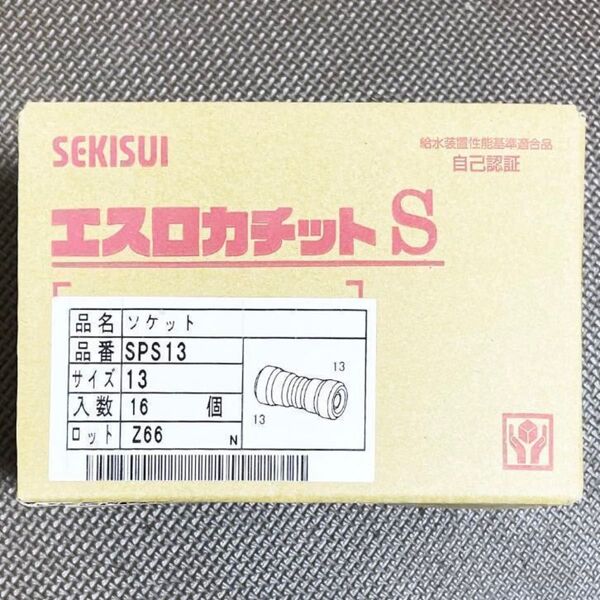 SEKISUI
給水装置性能基準適合品
自己認証
エスロカチットS
品名 ソケット
品番 SPS13
サイズ 13
入数 16 個
ロット Z66 N
13
13